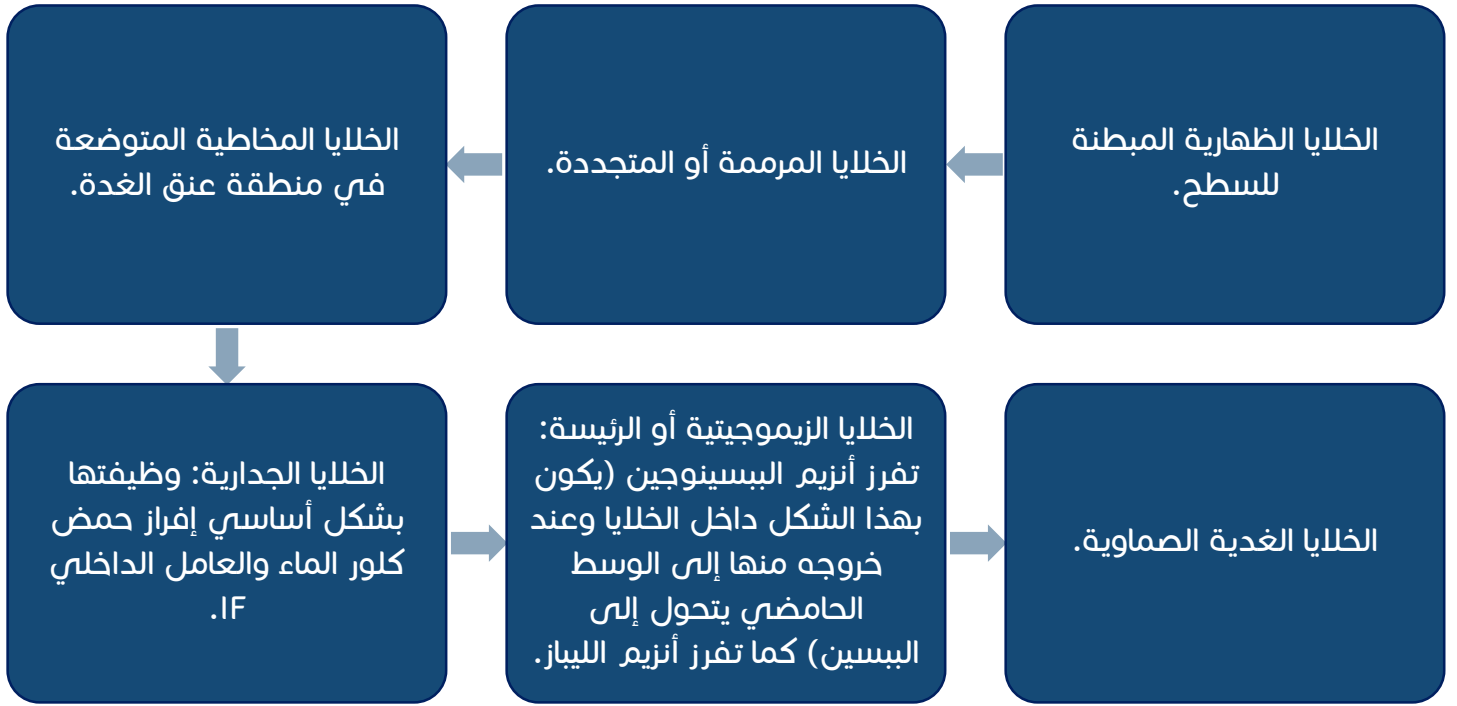 الخلايا الظهارية المبطنة
للسطح.
الخلايا المرممة أو المتجددة.
الخلايا المخاطية المتوضعة
في منطقة عنق الغدة.
الخلايا الجدارية: وظيفتها
بشكل أساسي إفراز حمض
كلور الماء والعامل الداخلي
IF.
الخلايا الزيموجيتية أو الرئيسة:
تفرز أنزيم الببسينوجين (يكون
بهذا الشكل داخل الخلايا وعند
خروجه منها إلى الوسط
الحامضي يتحول إلى
الببسين) كما تفرز أنزيم الليباز.
الخلايا الغدية الصماوية.